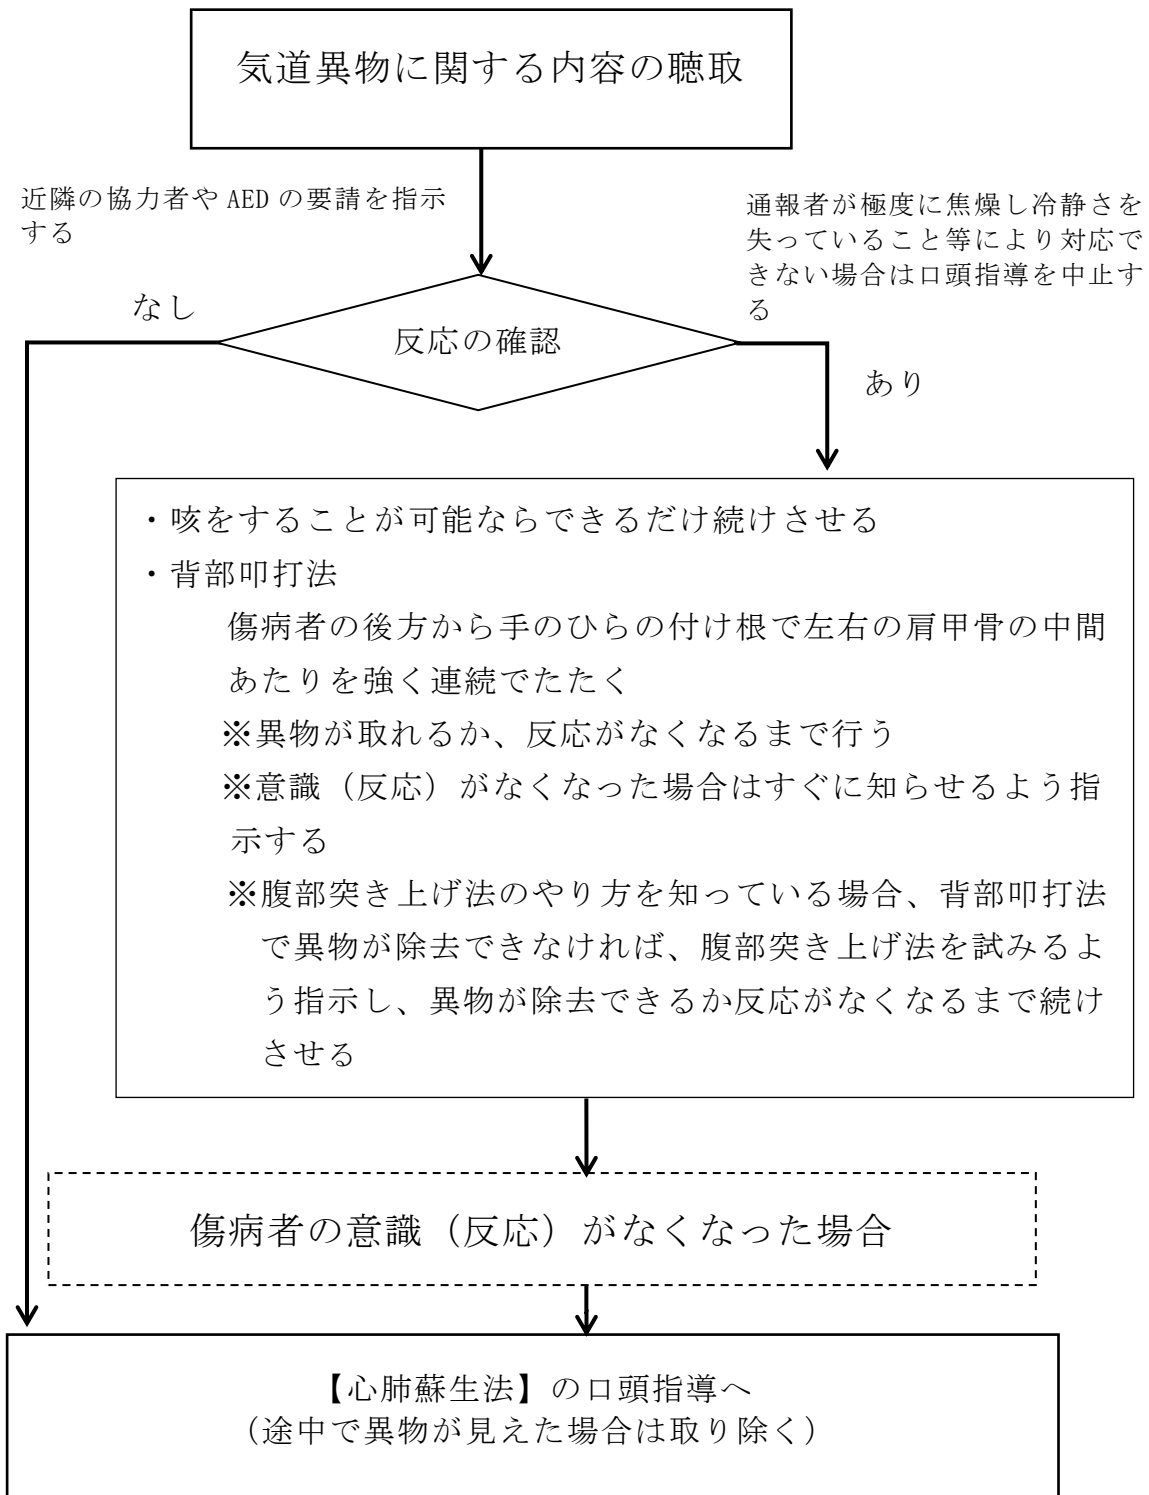 気道異物に関する内容の聴取
近隣の協力者や AED の要請を指示
する
通報者が極度に焦燥し冷静さを
失っていること等により対応で
きない場合は口頭指導を中止す
る
なし
反応の確認
あり
・咳をすることが可能ならできるだけ続けさせる
・背部叩打法
傷病者の後方から手のひらの付け根で左右の肩甲骨の中間
あたりを強く連続でたたく
※異物が取れるか、反応がなくなるまで行う
※意識（反応）がなくなった場合はすぐに知らせるよう指
示する
※腹部突き上げ法のやり方を知っている場合、背部叩打法
で異物が除去できなければ、腹部突き上げ法を試みるよ
う指示し、異物が除去できるか反応がなくなるまで続け
させる
傷病者の意識（反応）がなくなった場合
【心肺蘇生法】の口頭指導へ
（途中で異物が見えた場合は取り除く）